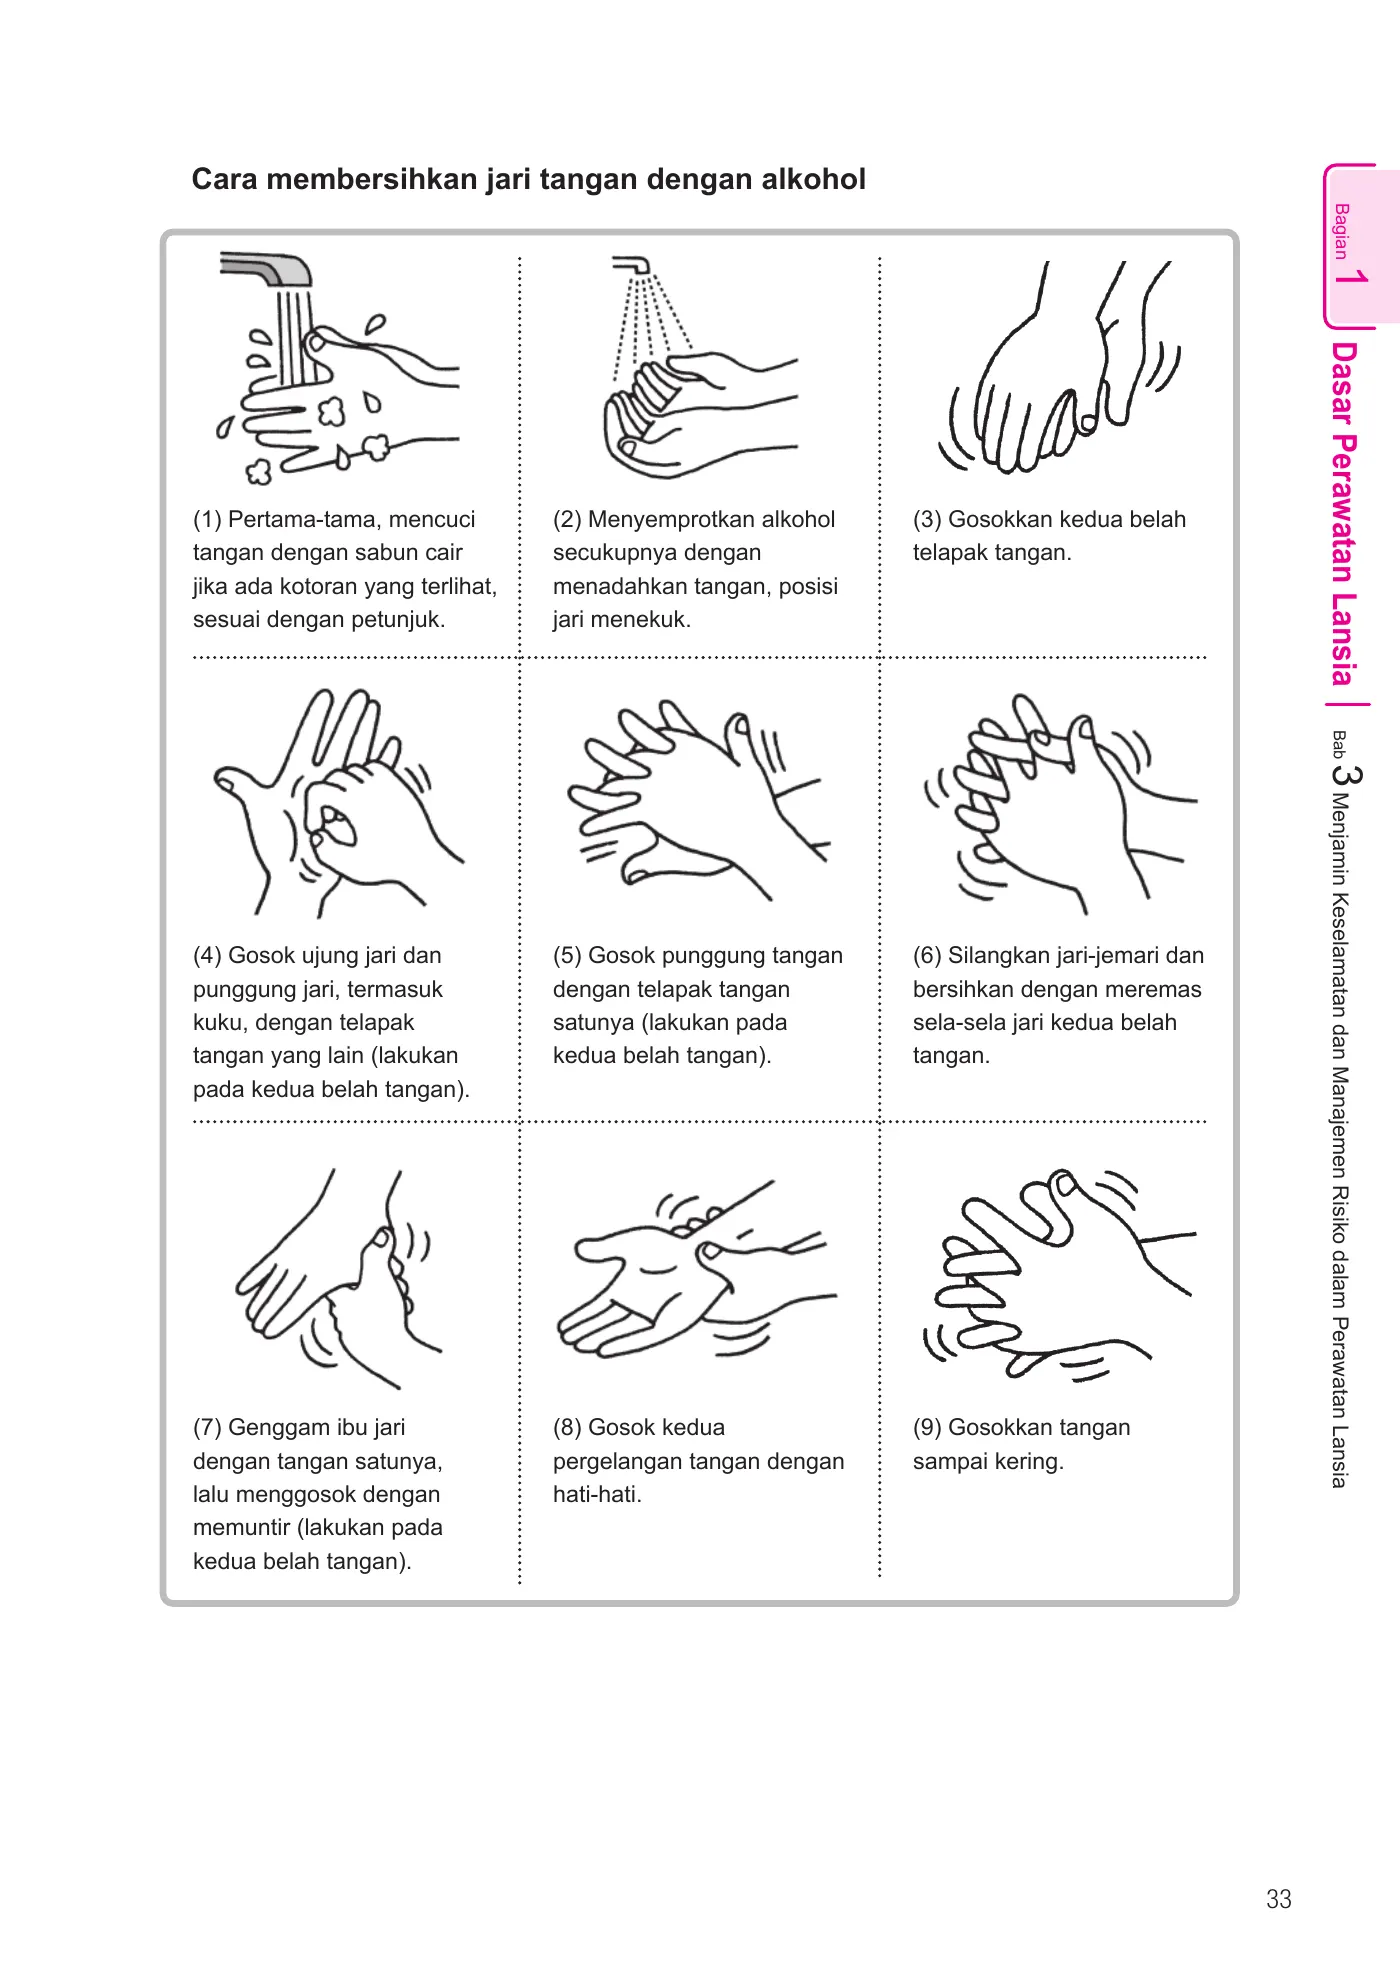 Cara membersihkan jari tangan dengan alkohol
(1) Pertama-tama, mencuci
tangan dengan sabun cair
jika ada kotoran yang terlihat,
sesuai dengan petunjuk.
(2) Menyemprotkan alkohol
secukupnya dengan
menadahkan tangan, posisi
jari menekuk.
(3) Gosokkan kedua belah
telapak tangan.
(4) Gosok ujung jari dan
punggung jari, termasuk
kuku, dengan telapak
tangan yang lain (lakukan
pada kedua belah tangan).
(5) Gosok punggung tangan
dengan telapak tangan
satunya (lakukan pada
kedua belah tangan).
(6) Silangkan jari-jemari dan
bersihkan dengan meremas
sela-sela jari kedua belah
tangan.
(7) Genggam ibu jari
dengan tangan satunya,
lalu menggosok dengan
memuntir (lakukan pada
kedua belah tangan).
(8) Gosok kedua
pergelangan tangan dengan
hati-hati.
(9) Gosokkan tangan
sampai kering.
Bagian 1
Dasar Perawatan Lansia
Bab 3 Menjamin Keselamatan dan Manajemen Risiko dalam Perawatan Lansia
33